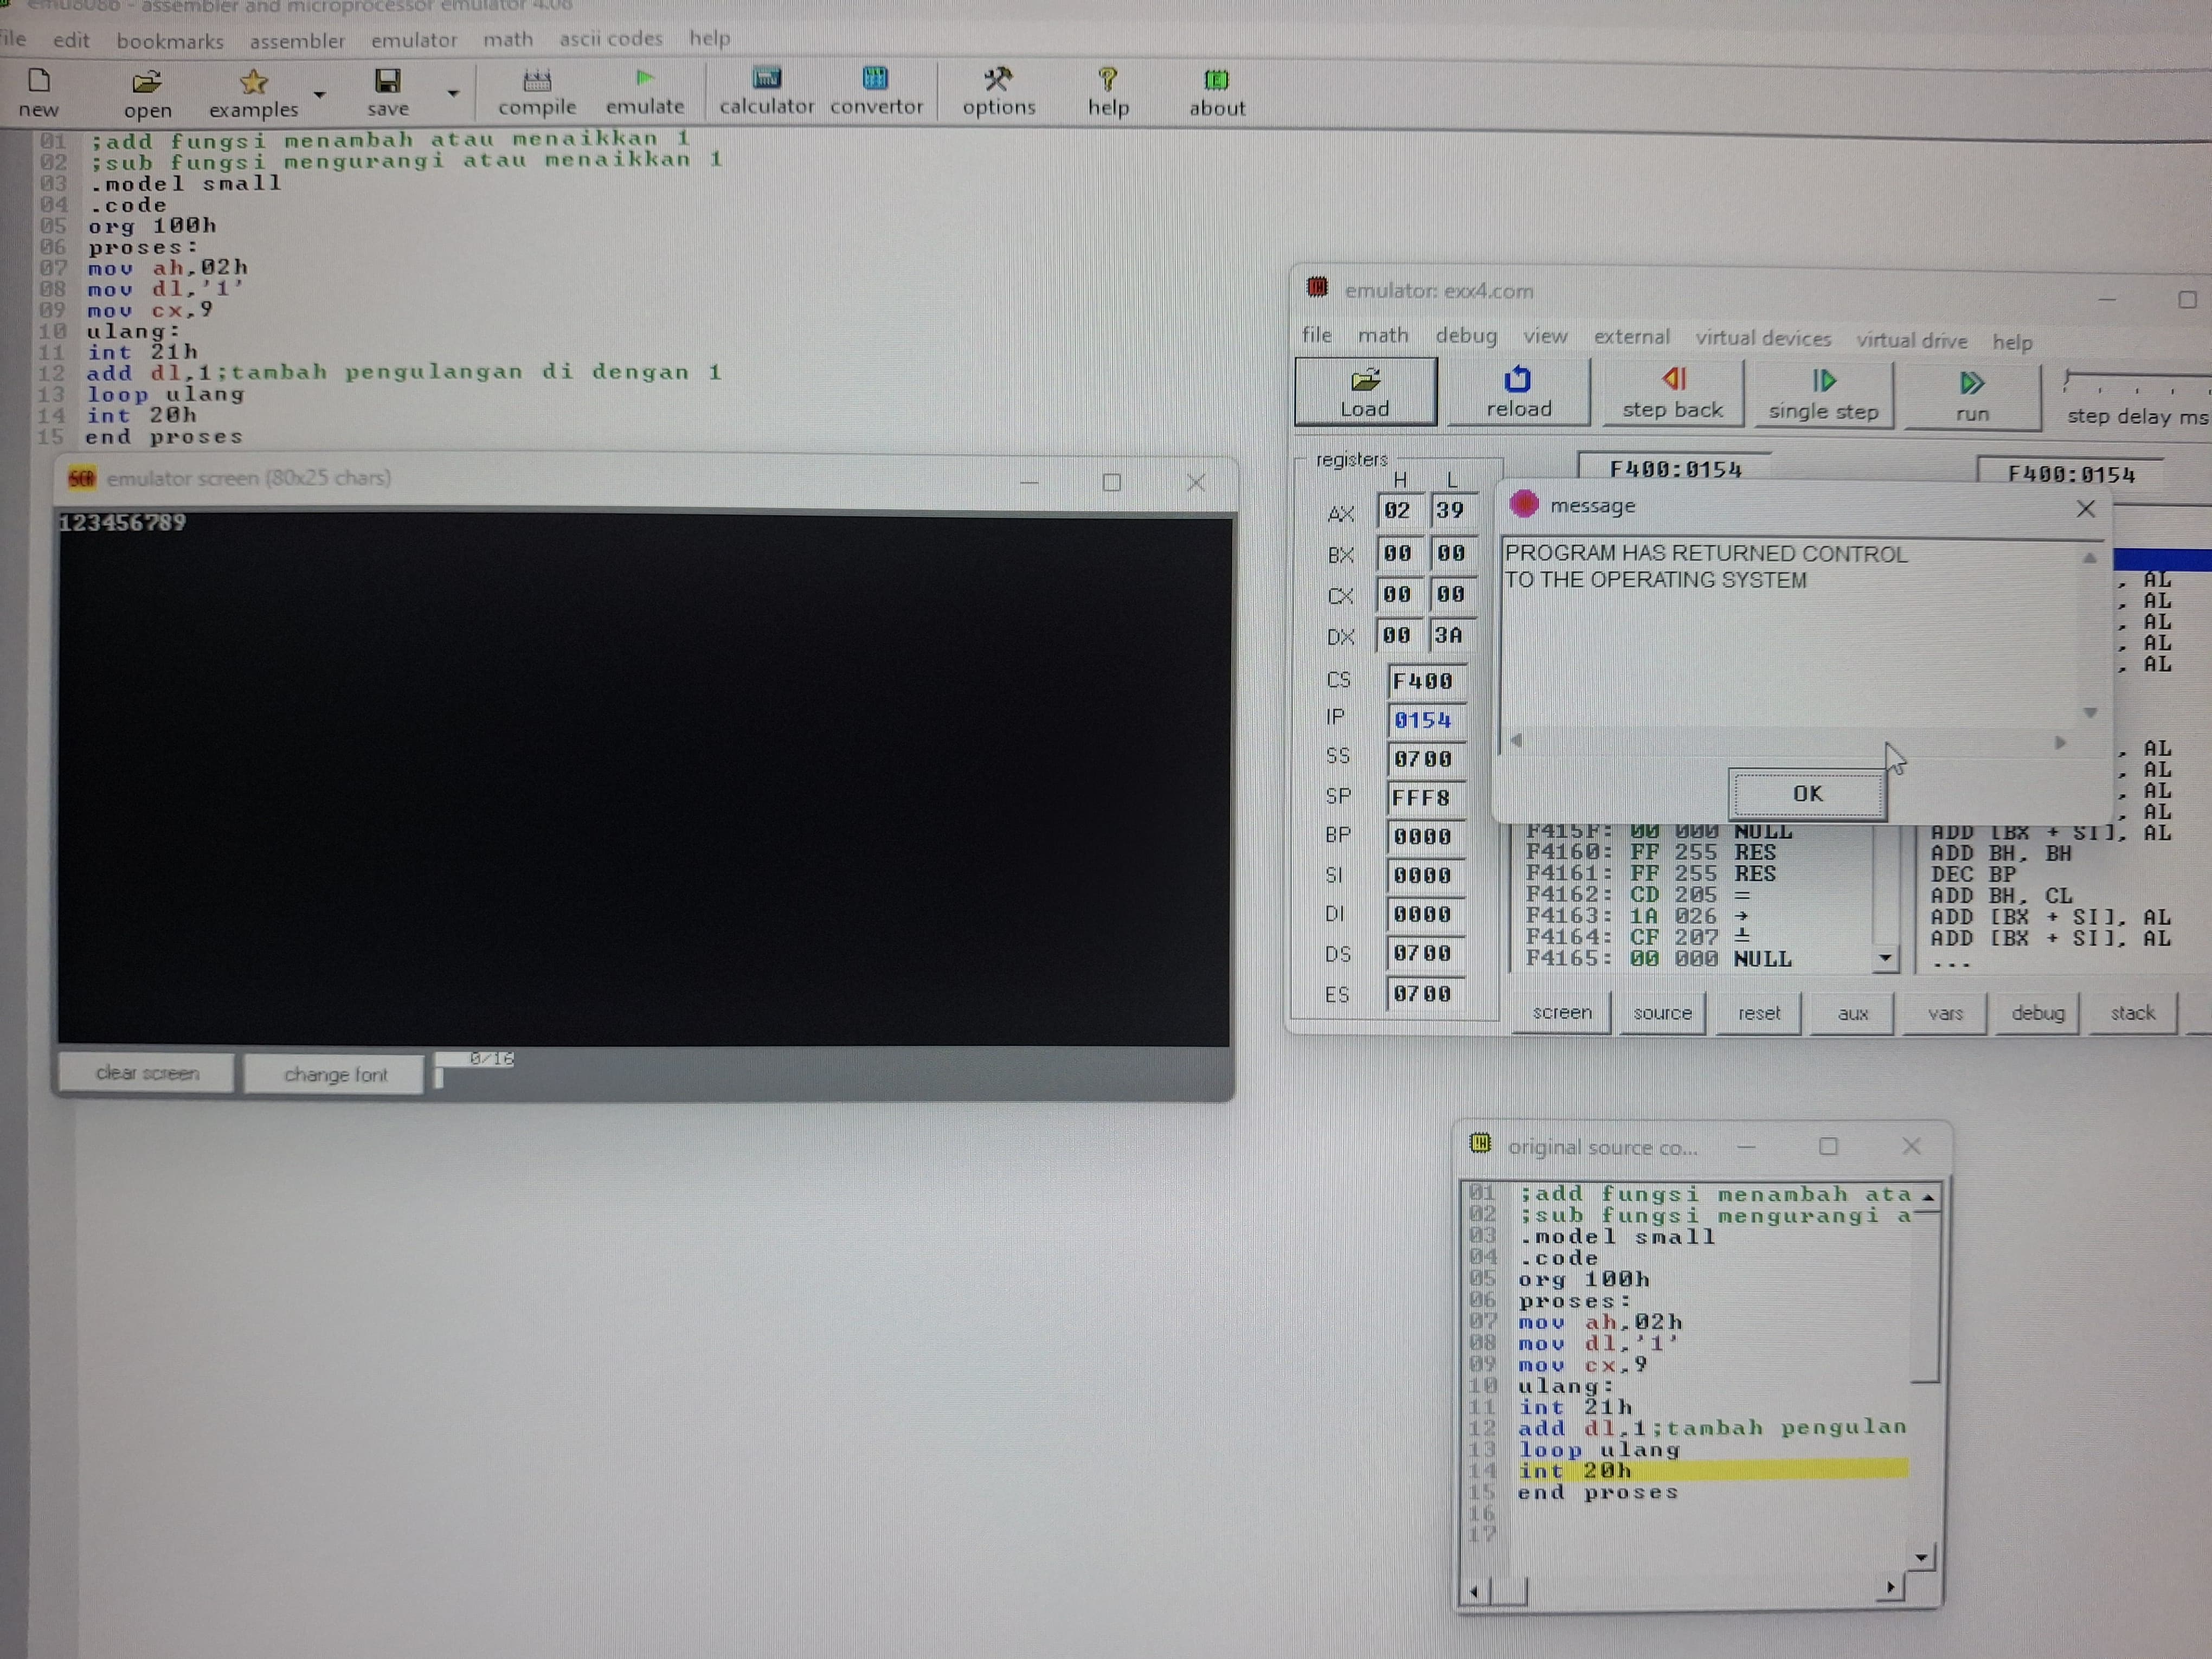 emu8086 - assembler and microprocessor emulator 4.08
file edit bookmarks assembler emulator math ascii codes help
new open examples save compile emulate calculator convertor options help about
01 ;add fungsi menambah atau menaikkan 1
02 ;sub fungsi mengurangi atau menaikkan 1
03 .model small
04 .code
05 org 100h
06 proses:
07 mov ah,02h
08 mov dl,'1'
09 mov cx,9
10 ulang:
11 int 21h
12 add dl,1;tambah pengulangan di dengan 1
13 loop ulang
14 int 20h
15 end proses
emulator screen (80x25 chars)
123456789
clear screen change font 0/16
emulator: exx4.com
file math debug view external virtual devices virtual drive help
Load reload step back single step run step delay ms
registers F400:0154 F400:0154
H L
AX 02 39
BX 00 00
CX 00 00
DX 00 3A
CS F400
IP 0154
SS 0700
SP FFF8
BP 0000
SI 0000
DI 0000
DS 0700
ES 0700
message
PROGRAM HAS RETURNED CONTROL
TO THE OPERATING SYSTEM
OK
, AL
, AL
, AL
, AL
, AL
, AL
, AL
, AL
, AL
F415F: 00 000 NULL ADD [BX + SI], AL
F4160: FF 255 RES ADD BH, BH
F4161: FF 255 RES DEC BP
F4162: CD 205 = ADD BH, CL
F4163: 1A 026 → ADD [BX + SI], AL
F4164: CF 207 ╧ ADD [BX + SI], AL
F4165: 00 000 NULL ...
screen source reset aux vars debug stack
original source co...
01 ;add fungsi menambah ata
02 ;sub fungsi mengurangi a
03 .model small
04 .code
05 org 100h
06 proses:
07 mov ah,02h
08 mov dl,'1'
09 mov cx,9
10 ulang:
11 int 21h
12 add dl,1;tambah pengulan
13 loop ulang
14 int 20h
15 end proses
16
17